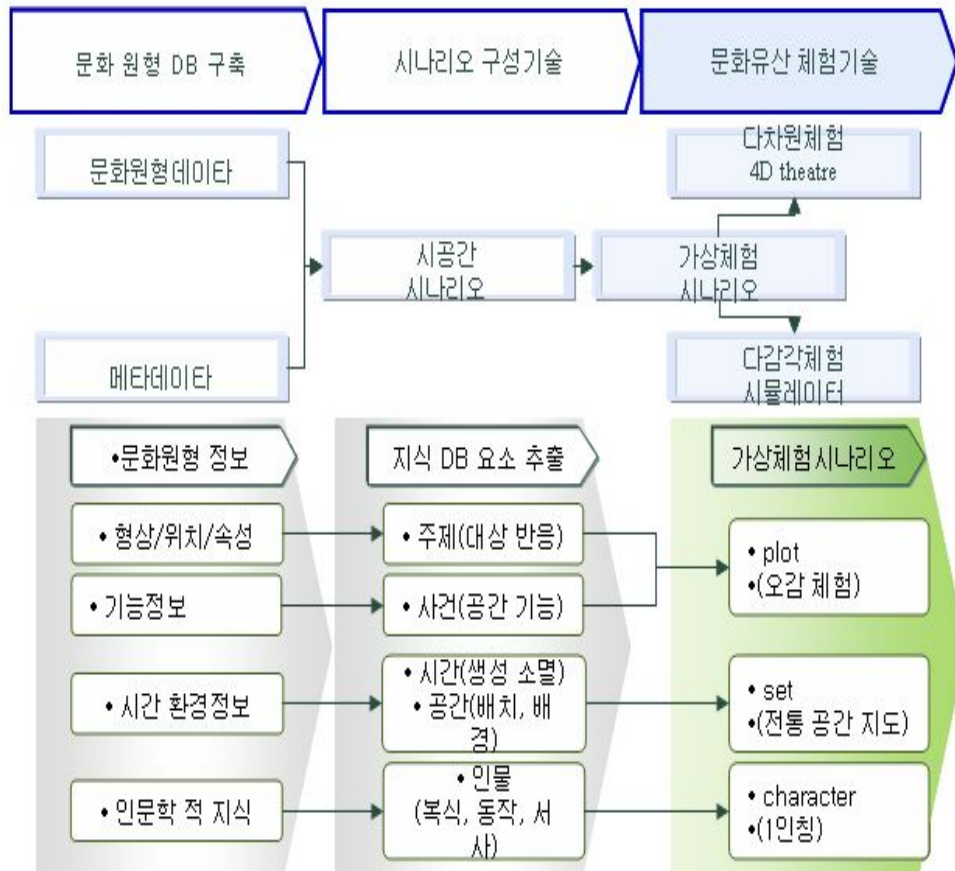 문화 원형 DB 구축
시나리오 구성기술
문화유산 체험기술
문화원형데이타
메타데이타
시공간
시나리오
가상체험
시나리오
다차원체험
4D theatre
다감각체험
시뮬레이터
•문화원형 정보
지식 DB 요소 추출
가상체험시나리오
• 형상/위치/속성
• 주제(대상 반응)
• 기능정보
• 사건(공간 기능)
• plot
•(오감 체험)
• 시간 환경정보
• 시간(생성 소멸)
• 공간(배치, 배
경)
• set
•(전통 공간 지도)
• 인문학 적 지식
• 인물
(복식, 동작, 서
사)
• character
•(1인칭)